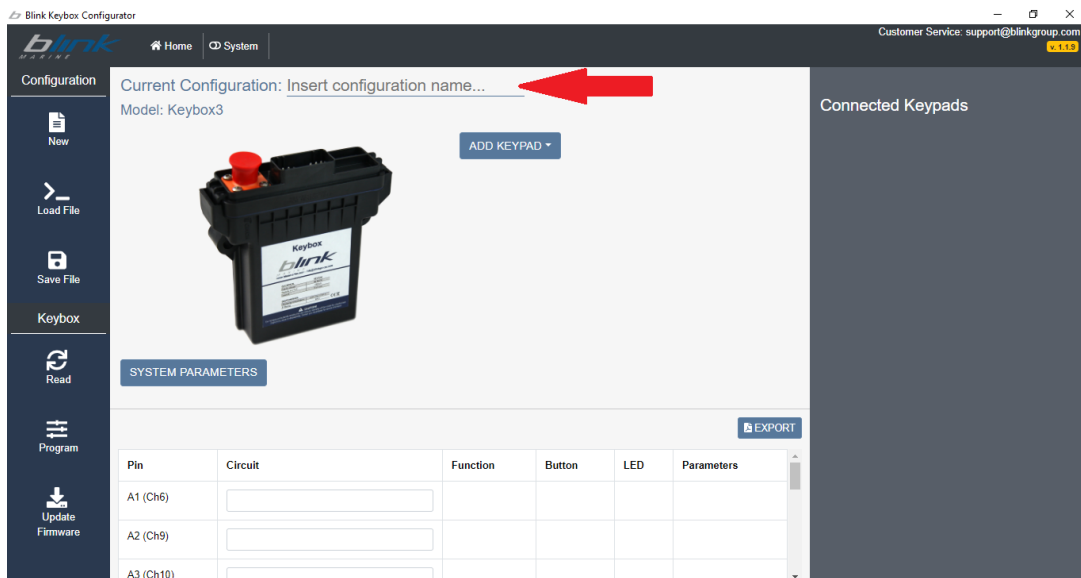 Blink Keybox Configurator
blink
MARINE
Home
System
Customer Service: support@blinkgroup.com
v. 1.1.9
Configuration
New
Load File
Save File
Keybox
Read
Program
Update
Firmware
Current Configuration: Insert configuration name...
Model: Keybox3
ADD KEYPAD
Keybox
blink
SYSTEM PARAMETERS
Connected Keypads
EXPORT
Pin Circuit Function Button LED Parameters
A1 (Ch6)
A2 (Ch9)
A3 (Ch10)